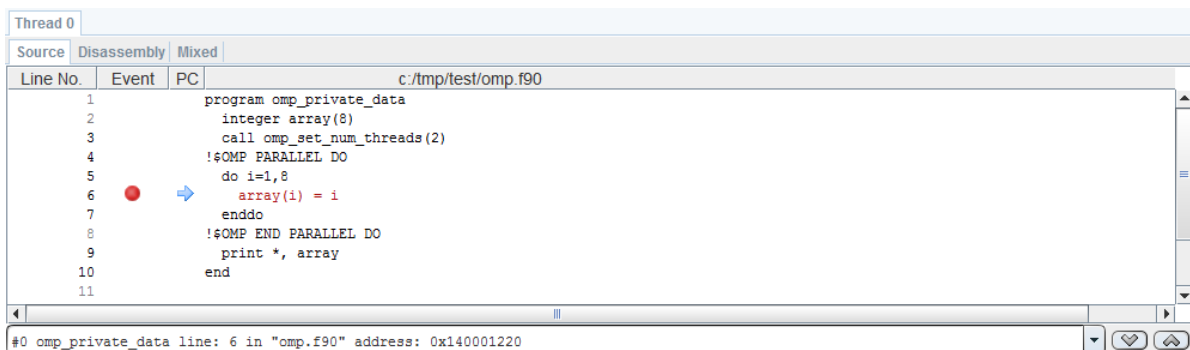 Thread 0
Source Disassembly Mixed
Line No. Event PC c:/tmp/test/omp.f90
1 program omp_private_data
2 integer array(8)
3 call omp_set_num_threads(2)
4 !$OMP PARALLEL DO
5 do i=1,8
6 array(i) = i
7 enddo
8 !$OMP END PARALLEL DO
9 print *, array
10 end
11
#0 omp_private_data line: 6 in "omp.f90" address: 0x140001220